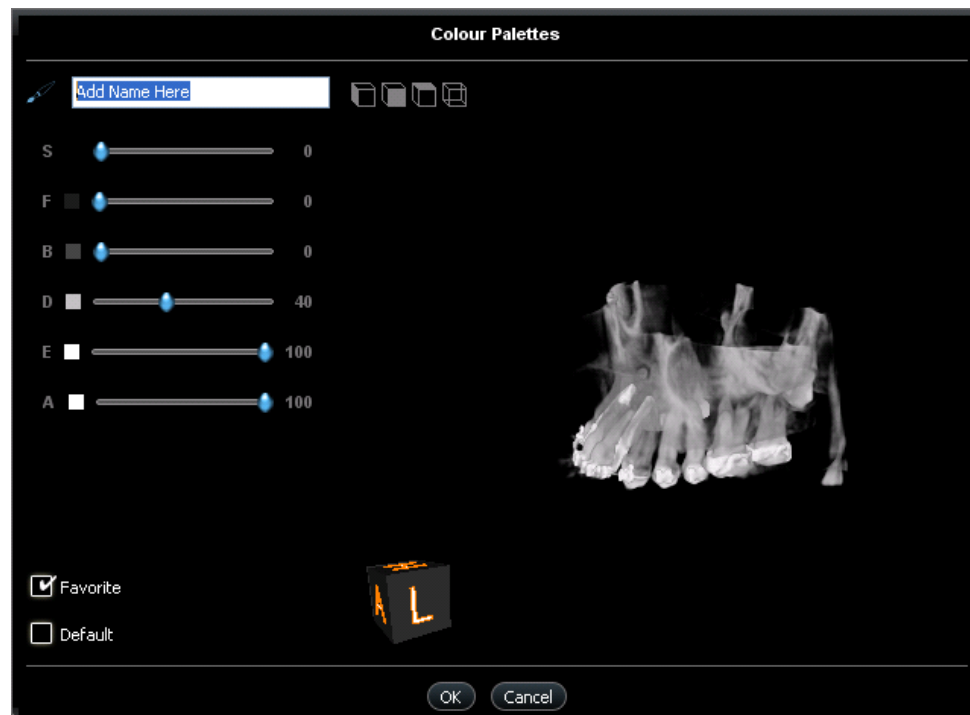 Colour Palettes
Add Name Here
S 0
F 0
B 0
D 40
E 100
A 100
Favorite
Default
A L
OK Cancel